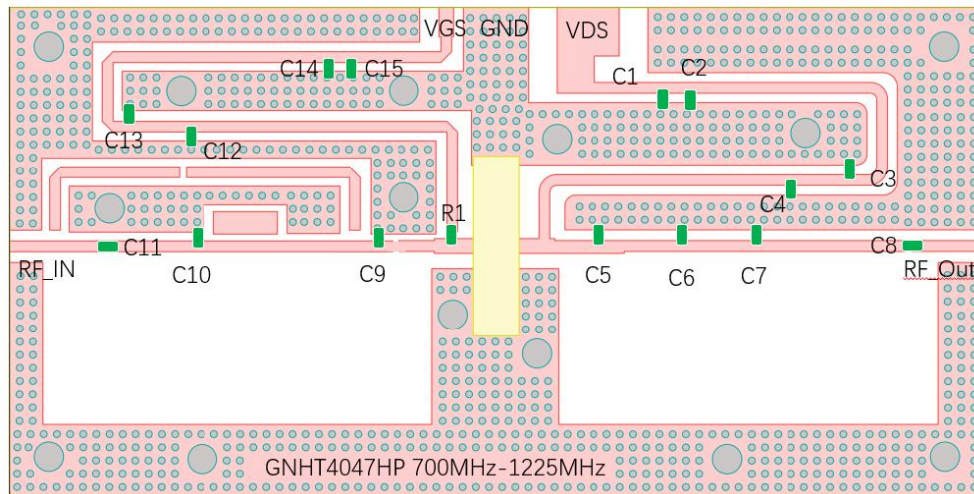 VGS GND VDS
C14 C15 C1 C2
C13 C12
C3
C4
R1
RF_IN C11 C10 C9 C5 C6 C7 C8 RF_Out
GNHT4047HP 700MHz-1225MHz